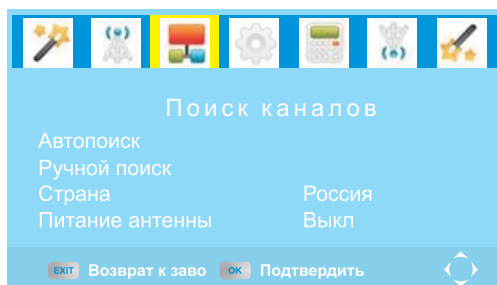 Поиск каналов
Автопоиск
Ручной поиск
Страна Россия
Питание антенны Выкл
EXIT Возврат к заво OK Подтвердить